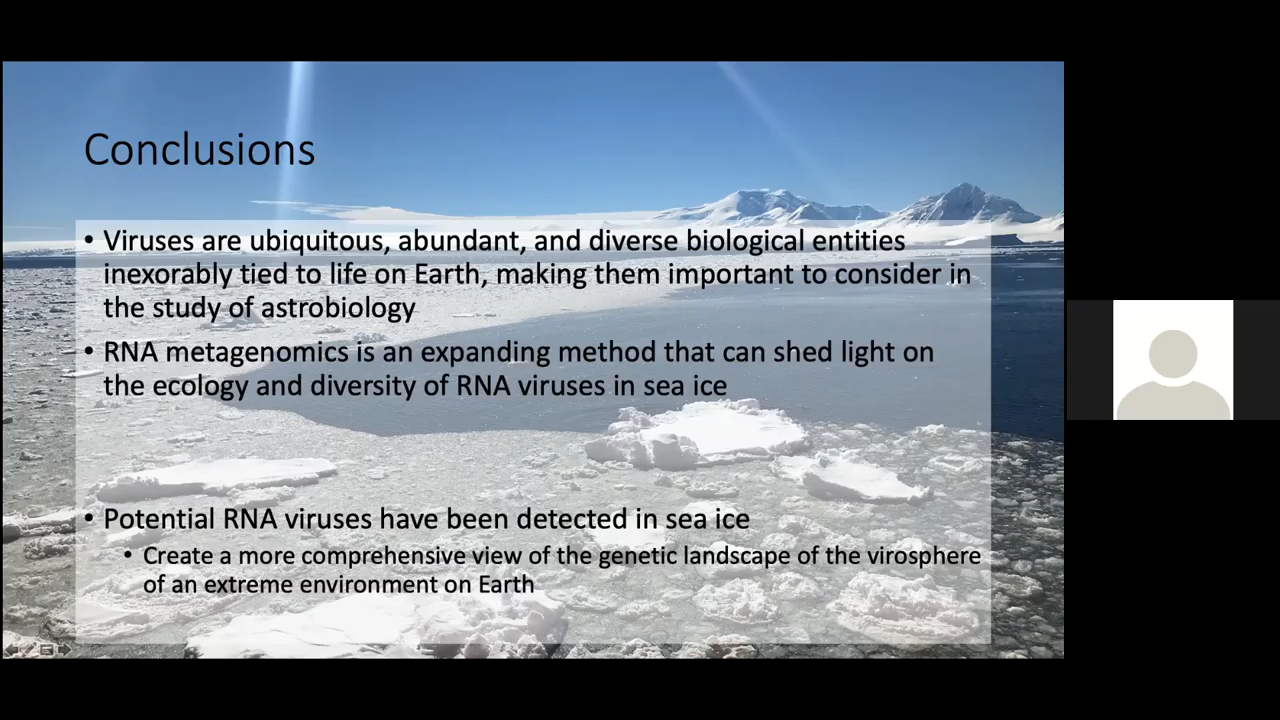 Conclusions
• Viruses are ubiquitous, abundant, and diverse biological entities
inexorably tied to life on Earth, making them important to consider in
the study of astrobiology
• RNA metagenomics is an expanding method that can shed light on
the ecology and diversity of RNA viruses in sea ice
• Potential RNA viruses have been detected in sea ice
• Create a more comprehensive view of the genetic landscape of the virosphere
of an extreme environment on Earth